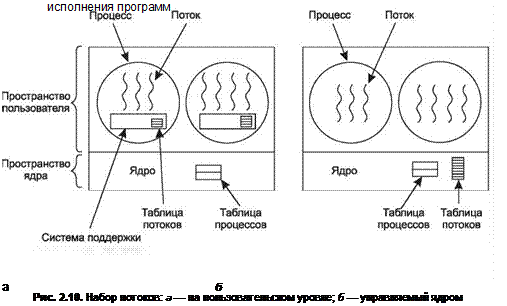 Процесс
Поток
Процесс
Поток
Пространство
пользователя
Пространство
ядра
Ядро
Ядро
Таблица
потоков
Таблица
процессов
Таблица
процессов
Таблица
потоков
Система поддержки
исполнения программ
а
б
Рис. 2.10. Набор потоков: а — на пользовательском уровне; б — управляемый ядром